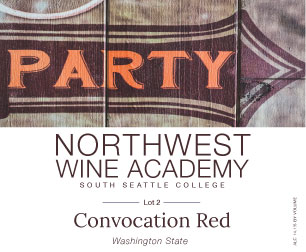 PARTY
NORTHWEST
WINE ACADEMY
SOUTH SEATTLE COLLEGE
Lot 2
Convocation Red
Washington State